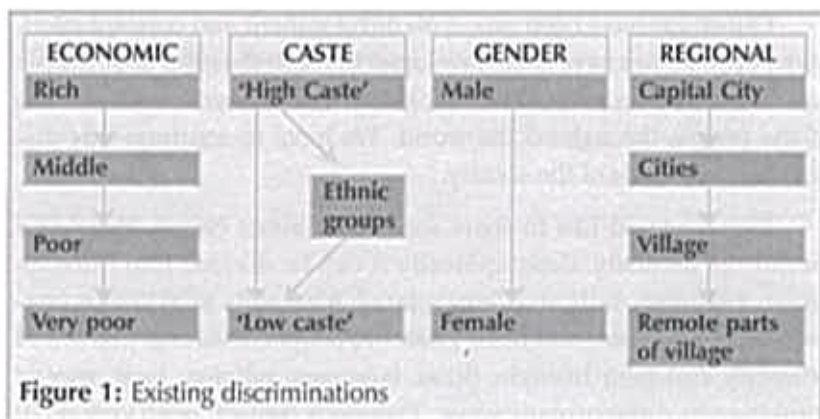 ECONOMIC CASTE GENDER REGIONAL
Rich 'High Caste' Male Capital City
Middle Cities
Ethnic
groups
Poor Village
Very poor 'Low caste' Female Remote parts
of village
Figure 1: Existing discriminations